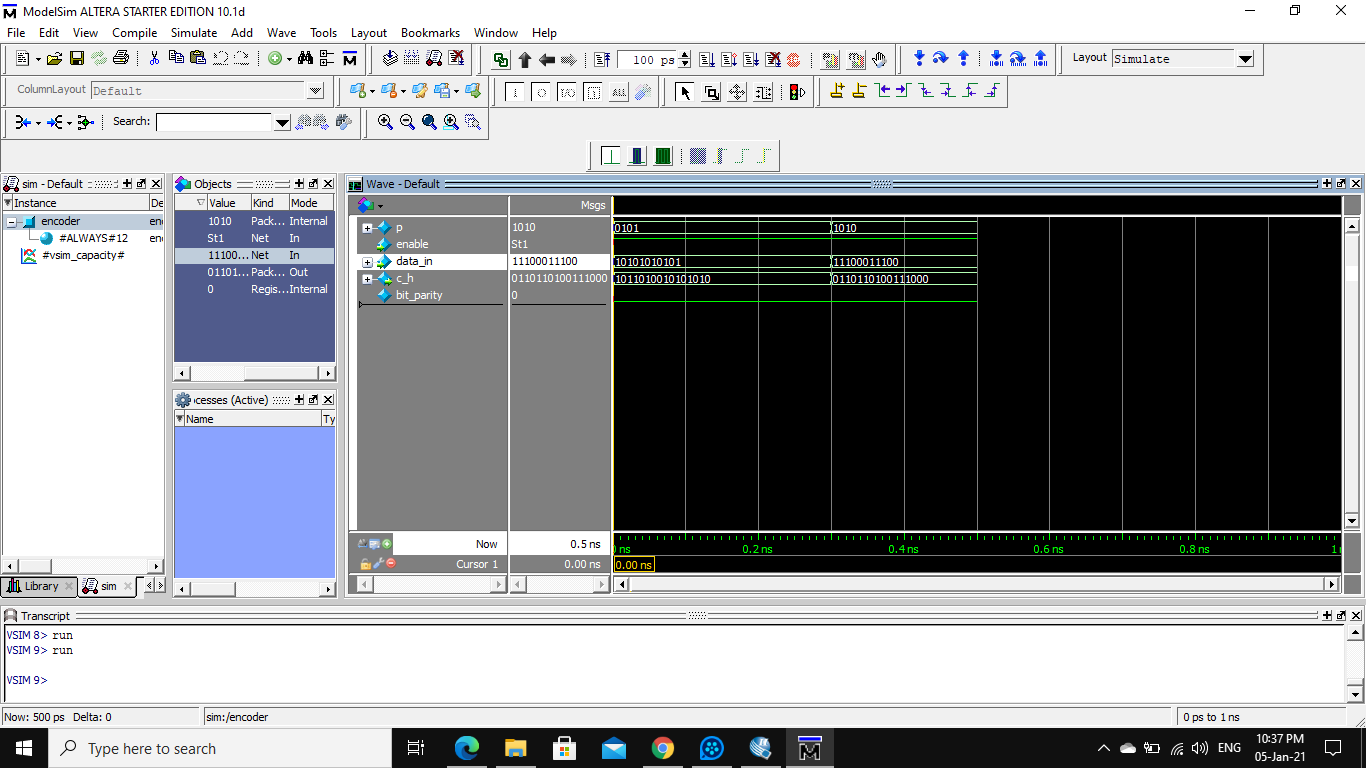 ModelSim ALTERA STARTER EDITION 10.1d
File Edit View Compile Simulate Add Wave Tools Layout Bookmarks Window Help
100 ps
Layout Simulate
ColumnLayout Default
ALL
Search:
sim - Default
Objects
Wave - Default
Instance De
encoder en
#ALWAYS#12 en
#vsim_capacity#
Value Kind Mode
1010 Pack... Internal
St1 Net In
11100... Net In
01101... Pack... Out
0 Regis... Internal
cesses (Active)
Name Ty
Msgs
p 1010 0101 1010
enable St1
data_in 11100011100 10101010101 11100011100
c_h 0110110100111000 1011010010101010 0110110100111000
bit_parity 0
Now 0.5 ns ns 0.2 ns 0.4 ns 0.6 ns 0.8 ns 1
Cursor 1 0.00 ns 0.00 ns
Library sim
Transcript
VSIM 8> run
VSIM 9> run
VSIM 9>
Now: 500 ps Delta: 0 sim:/encoder 0 ps to 1 ns
Type here to search
ENG 10:37 PM
05-Jan-21